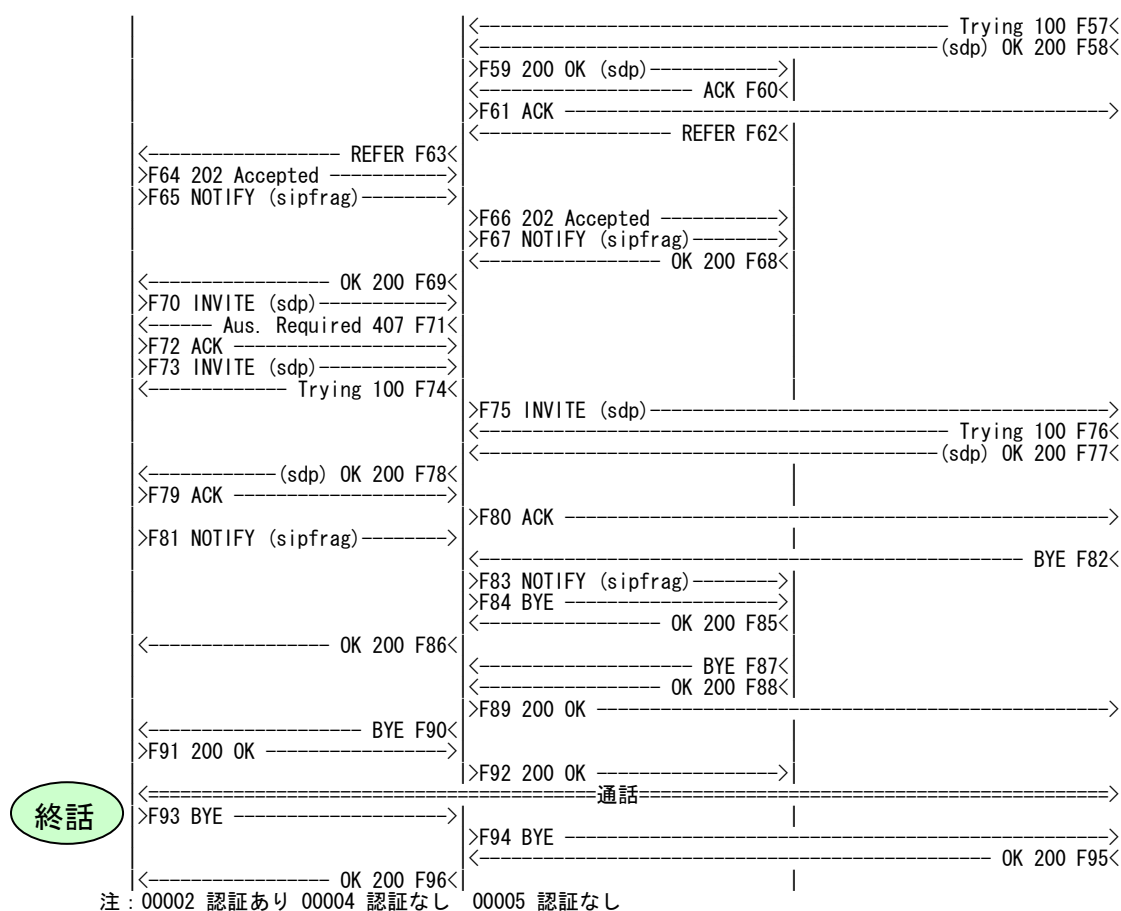 <---------------------------------------------- Trying 100 F57<
<---------------------------------------------(sdp) OK 200 F58<
>F59 200 OK (sdp)------------>
<-------------------- ACK F60<
>F61 ACK ---------------------------------------------------->
<------------------ REFER F62<
<------------------ REFER F63<
>F64 202 Accepted ----------->
>F65 NOTIFY (sipfrag)-------->
>F66 202 Accepted ----------->
>F67 NOTIFY (sipfrag)-------->
<----------------- OK 200 F68<
<----------------- OK 200 F69<
>F70 INVITE (sdp)------------>
<------ Aus. Required 407 F71<
>F72 ACK -------------------->
>F73 INVITE (sdp)------------>
<------------- Trying 100 F74<
>F75 INVITE (sdp)-------------------------------------------->
<---------------------------------------------- Trying 100 F76<
<---------------------------------------------(sdp) OK 200 F77<
<------------(sdp) OK 200 F78<
>F79 ACK -------------------->
>F80 ACK ---------------------------------------------------->
>F81 NOTIFY (sipfrag)-------->
<----------------------------------------------------- BYE F82<
>F83 NOTIFY (sipfrag)-------->
>F84 BYE -------------------->
<----------------- OK 200 F85<
<----------------- OK 200 F86<
<-------------------- BYE F87<
<----------------- OK 200 F88<
>F89 200 OK ------------------------------------------------->
<-------------------- BYE F90<
>F91 200 OK ----------------->
>F92 200 OK ----------------->
<===========================================通話=============================================>
終話
>F93 BYE -------------------->
>F94 BYE ---------------------------------------------------->
<-------------------------------------------------- OK 200 F95<
<----------------- OK 200 F96<
注：00002 認証あり 00004 認証なし 00005 認証なし